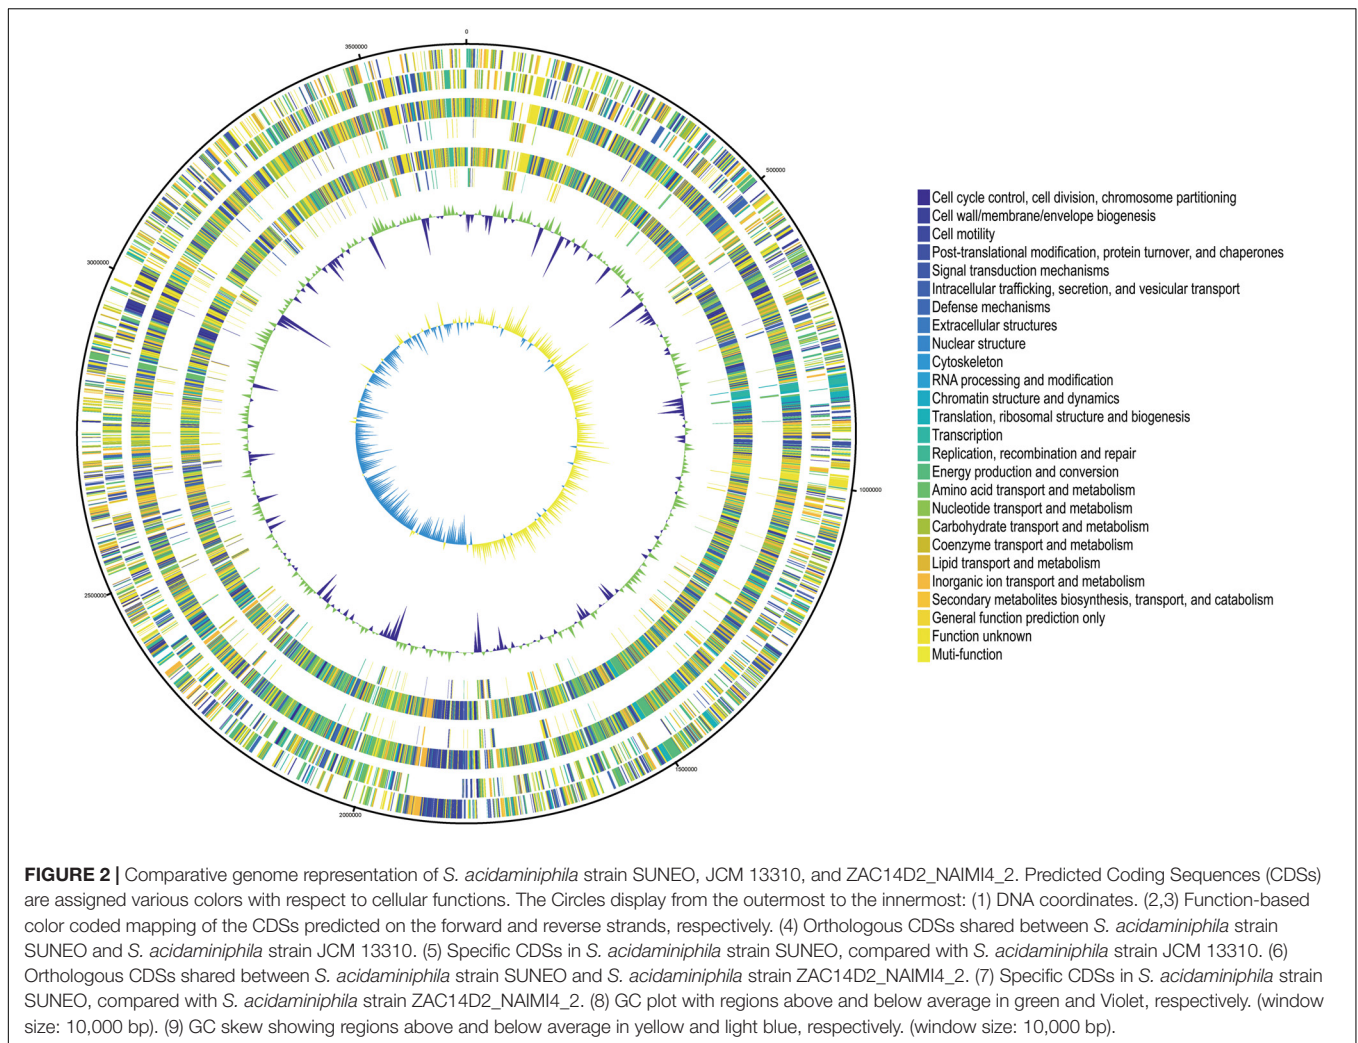 0
3500000
500000
3000000
1000000
2500000
1500000
2000000
Cell cycle control, cell division, chromosome partitioning
Cell wall/membrane/envelope biogenesis
Cell motility
Post-translational modification, protein turnover, and chaperones
Signal transduction mechanisms
Intracellular trafficking, secretion, and vesicular transport
Defense mechanisms
Extracellular structures
Nuclear structure
Cytoskeleton
RNA processing and modification
Chromatin structure and dynamics
Translation, ribosomal structure and biogenesis
Transcription
Replication, recombination and repair
Energy production and conversion
Amino acid transport and metabolism
Nucleotide transport and metabolism
Carbohydrate transport and metabolism
Coenzyme transport and metabolism
Lipid transport and metabolism
Inorganic ion transport and metabolism
Secondary metabolites biosynthesis, transport, and catabolism
General function prediction only
Function unknown
Muti-function
FIGURE 2 | Comparative genome representation of S. acidaminiphila strain SUNEO, JCM 13310, and ZAC14D2_NAIMI4_2. Predicted Coding Sequences (CDSs)
are assigned various colors with respect to cellular functions. The Circles display from the outermost to the innermost: (1) DNA coordinates. (2,3) Function-based
color coded mapping of the CDSs predicted on the forward and reverse strands, respectively. (4) Orthologous CDSs shared between S. acidaminiphila strain
SUNEO and S. acidaminiphila strain JCM 13310. (5) Specific CDSs in S. acidaminiphila strain SUNEO, compared with S. acidaminiphila strain JCM 13310. (6)
Orthologous CDSs shared between S. acidaminiphila strain SUNEO and S. acidaminiphila strain ZAC14D2_NAIMI4_2. (7) Specific CDSs in S. acidaminiphila strain
SUNEO, compared with S. acidaminiphila strain ZAC14D2_NAIMI4_2. (8) GC plot with regions above and below average in green and Violet, respectively. (window
size: 10,000 bp). (9) GC skew showing regions above and below average in yellow and light blue, respectively. (window size: 10,000 bp).